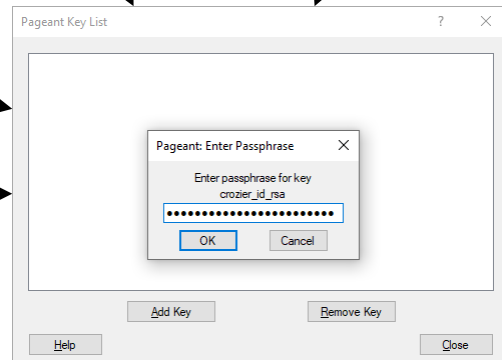 Pageant Key List
Pageant: Enter Passphrase
Enter passphrase for key
crozier_id_rsa
●●●●●●●●●●●●●●●●●●●●●●●●
OK Cancel
Add Key Remove Key
Help Close